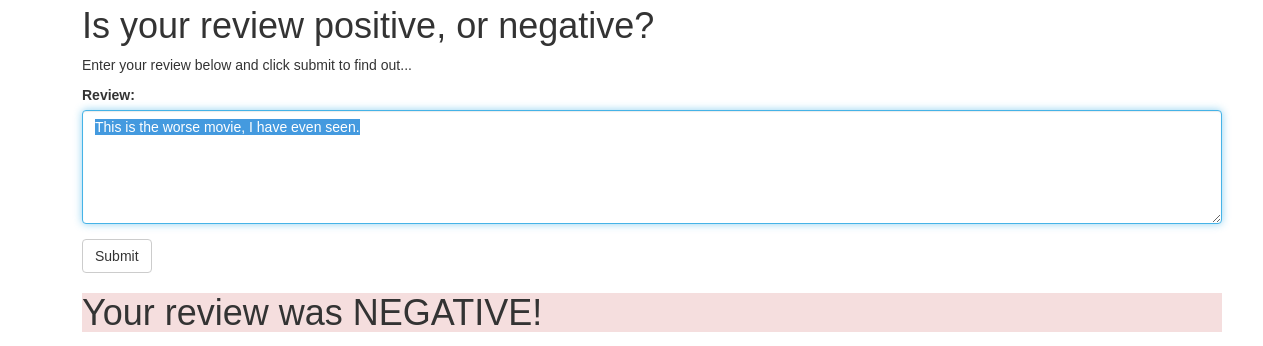 Is your review positive, or negative?
Enter your review below and click submit to find out...
Review:
This is the worse movie, I have even seen.
Submit
Your review was NEGATIVE!